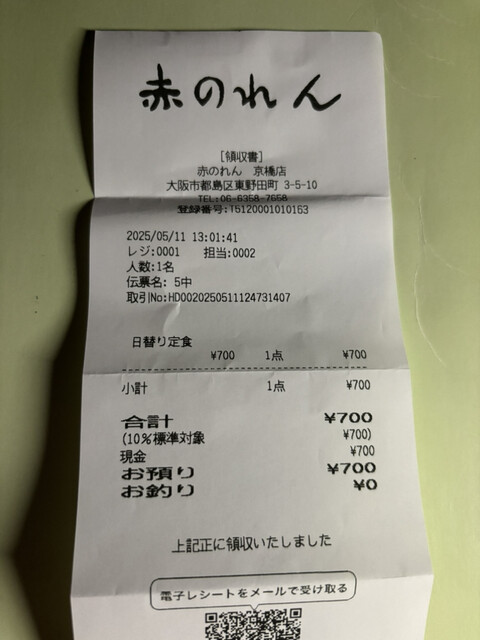 赤のれん
[領収書]
赤のれん 京橋店
大阪市都島区東野田町 3-5-10
TEL:06-6358-7658
登録番号:T5120001010163
2025/05/11 13:01:41
レジ:0001 担当:0002
人数:1名
伝票名: 5中
取引No:HD0020250511124731407
日替り定食
¥700 1点 ¥700
小計 1点 ¥700
合計 ¥700
(10%標準対象 ¥700)
現金 ¥700
お預り ¥700
お釣り ¥0
上記正に領収いたしました
電子レシートをメールで受け取る